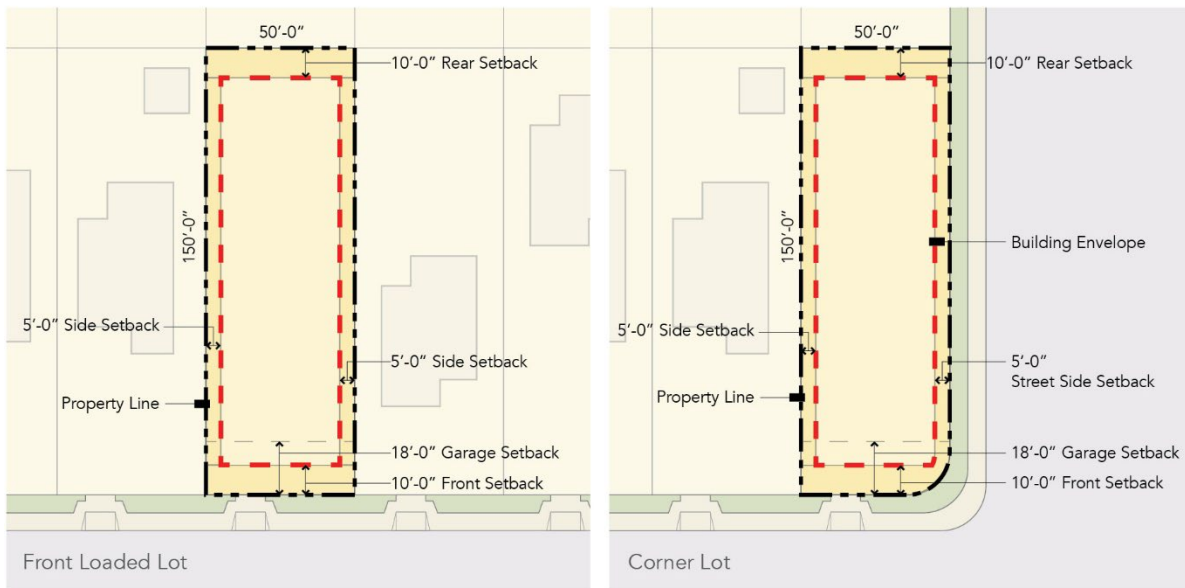 50’-0”
10’-0” Rear Setback
150’-0”
5’-0” Side Setback
5’-0” Side Setback
Property Line
18’-0” Garage Setback
10’-0” Front Setback
Front Loaded Lot
50’-0”
10’-0” Rear Setback
150’-0”
Building Envelope
5’-0” Side Setback
5’-0”
Street Side Setback
Property Line
18’-0” Garage Setback
10’-0” Front Setback
Corner Lot